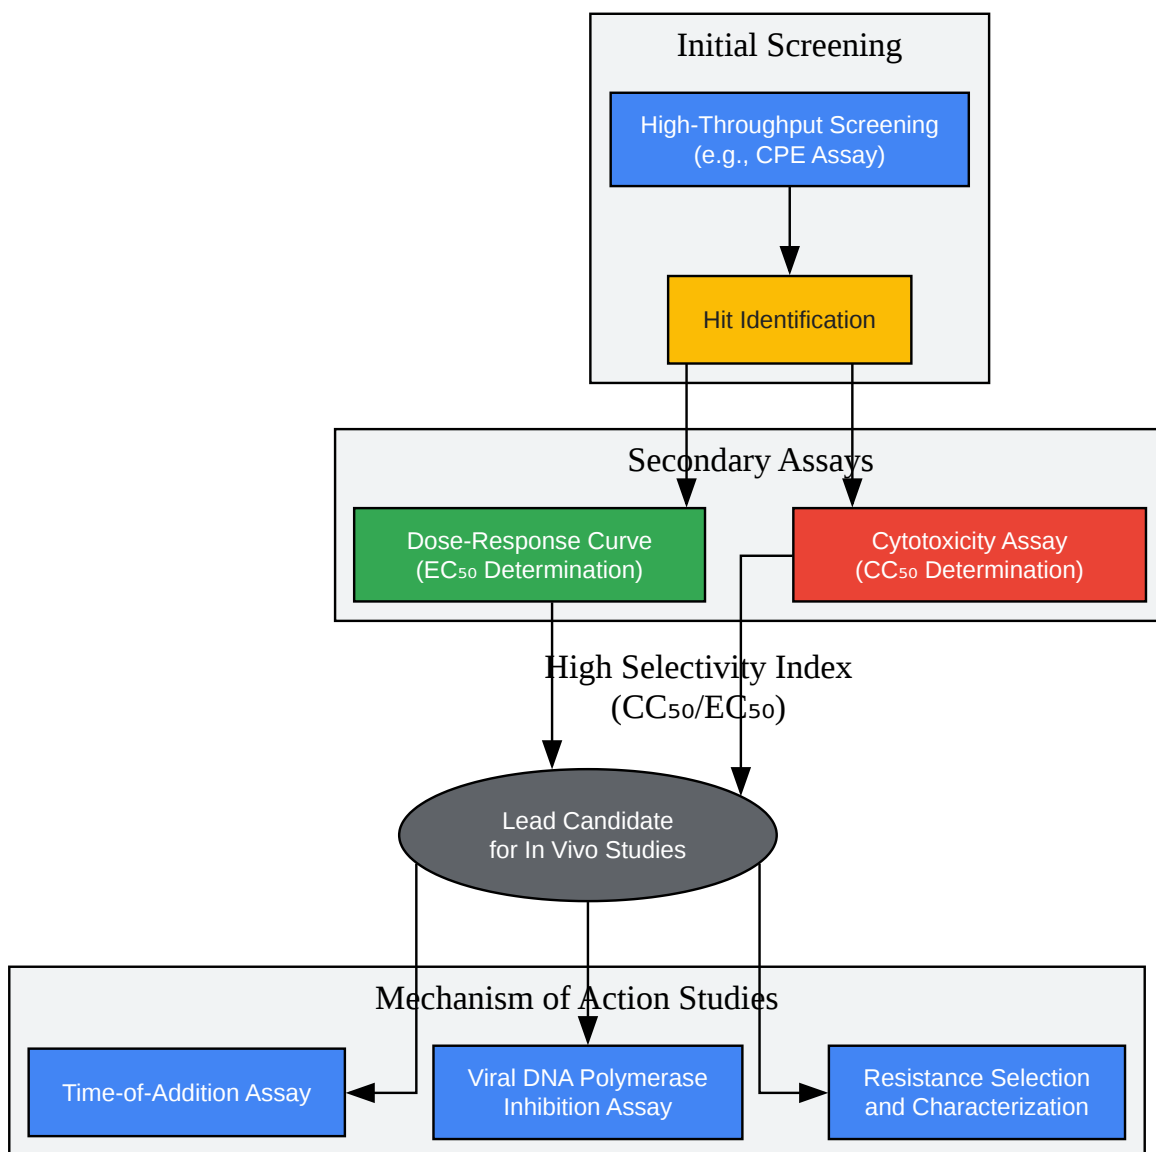 Initial Screening
High-Throughput Screening
(e.g., CPE Assay)
Hit Identification
Secondary Assays
Dose-Response Curve
(EC₅₀ Determination)
Cytotoxicity Assay
(CC₅₀ Determination)
High Selectivity Index
(CC₅₀/EC₅₀)
Lead Candidate
for In Vivo Studies
Mechanism of Action Studies
Time-of-Addition Assay
Viral DNA Polymerase
Inhibition Assay
Resistance Selection
and Characterization